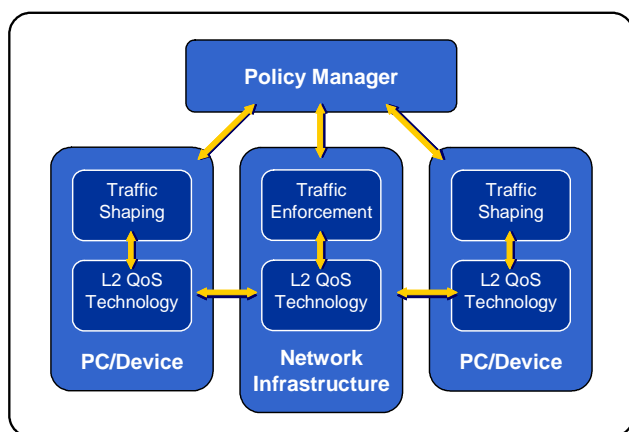 Policy Manager
Traffic
Shaping
L2 QoS
Technology
PC/Device
Traffic
Enforcement
L2 QoS
Technology
Network
Infrastructure
Traffic
Shaping
L2 QoS
Technology
PC/Device